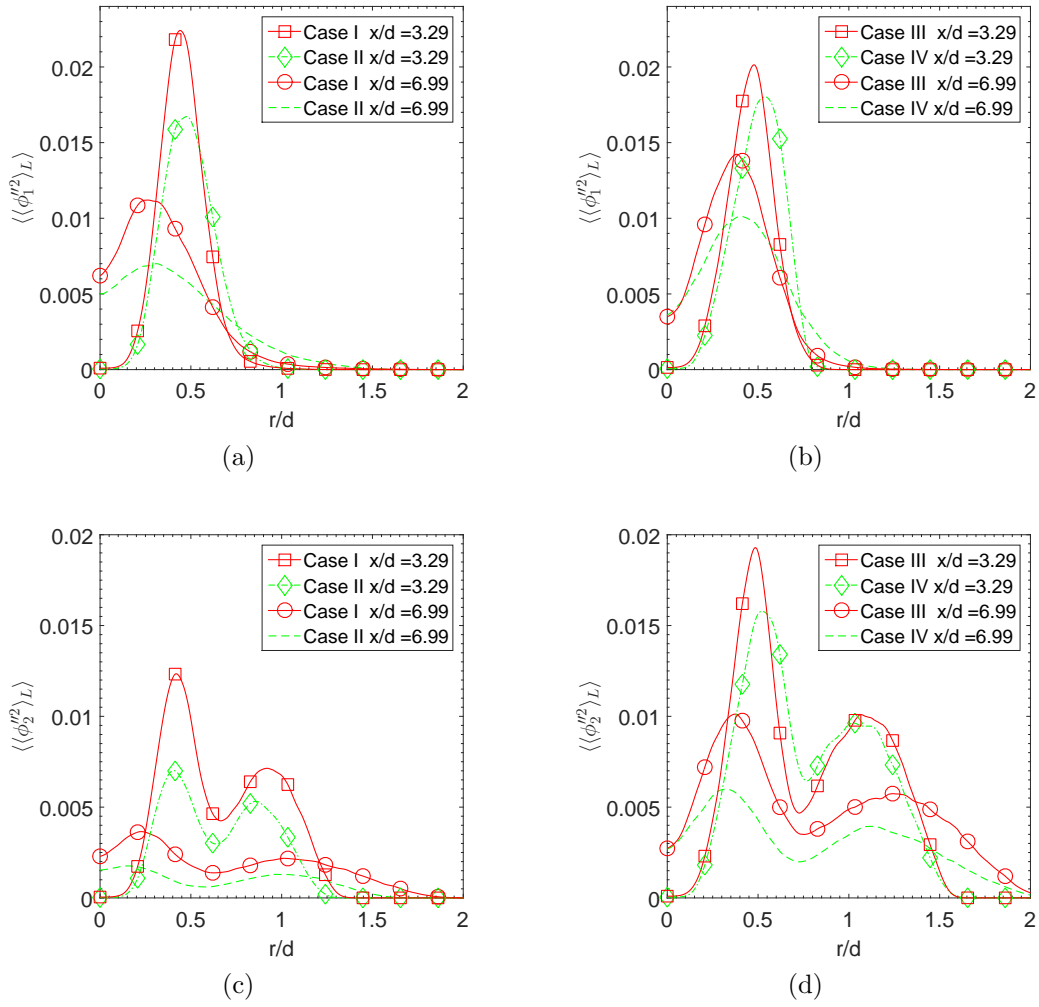 Case I x/d =3.29
Case II x/d =3.29
Case I x/d =6.99
Case II x/d =6.99
⟨⟨ϕ₁″²⟩_L⟩
0.02
0.015
0.01
0.005
0
0 0.5 1 1.5 2
r/d
(a)
Case III x/d =3.29
Case IV x/d =3.29
Case III x/d =6.99
Case IV x/d =6.99
⟨⟨ϕ₁″²⟩_L⟩
0.02
0.015
0.01
0.005
0
0 0.5 1 1.5 2
r/d
(b)
Case I x/d =3.29
Case II x/d =3.29
Case I x/d =6.99
Case II x/d =6.99
⟨⟨ϕ₂″²⟩_L⟩
0.02
0.015
0.01
0.005
0
0 0.5 1 1.5 2
r/d
(c)
Case III x/d =3.29
Case IV x/d =3.29
Case III x/d =6.99
Case IV x/d =6.99
⟨⟨ϕ₂″²⟩_L⟩
0.02
0.015
0.01
0.005
0
0 0.5 1 1.5 2
r/d
(d)